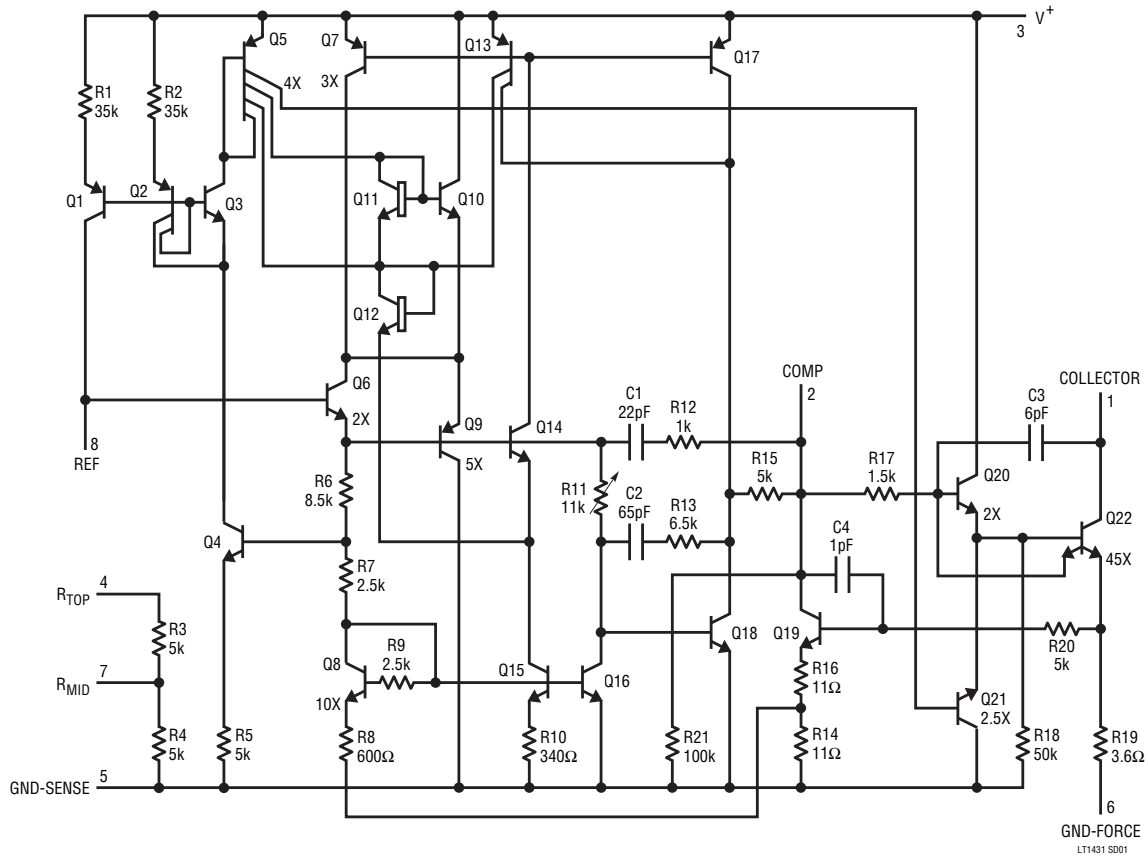 V+
3
Q5
4X
Q7
3X
Q13
Q17
R1
35k
R2
35k
Q1
Q2
Q3
Q11
Q10
Q12
Q6
2X
8
REF
Q9
5X
Q14
C1
22pF
R12
1k
COMP
2
C3
6pF
COLLECTOR
1
R6
8.5k
R11
11k
C2
65pF
R13
6.5k
R15
5k
R17
1.5k
Q20
2X
Q22
45X
Q4
R7
2.5k
C4
1pF
RTOP
4
R3
5k
RMID
7
R4
5k
R5
5k
Q8
10X
R9
2.5k
R8
600Ω
Q15
Q16
R10
340Ω
Q18
R21
100k
Q19
R16
11Ω
R14
11Ω
R20
5k
Q21
2.5X
R18
50k
R19
3.6Ω
GND-SENSE
5
6
GND-FORCE
LT1431 SD01